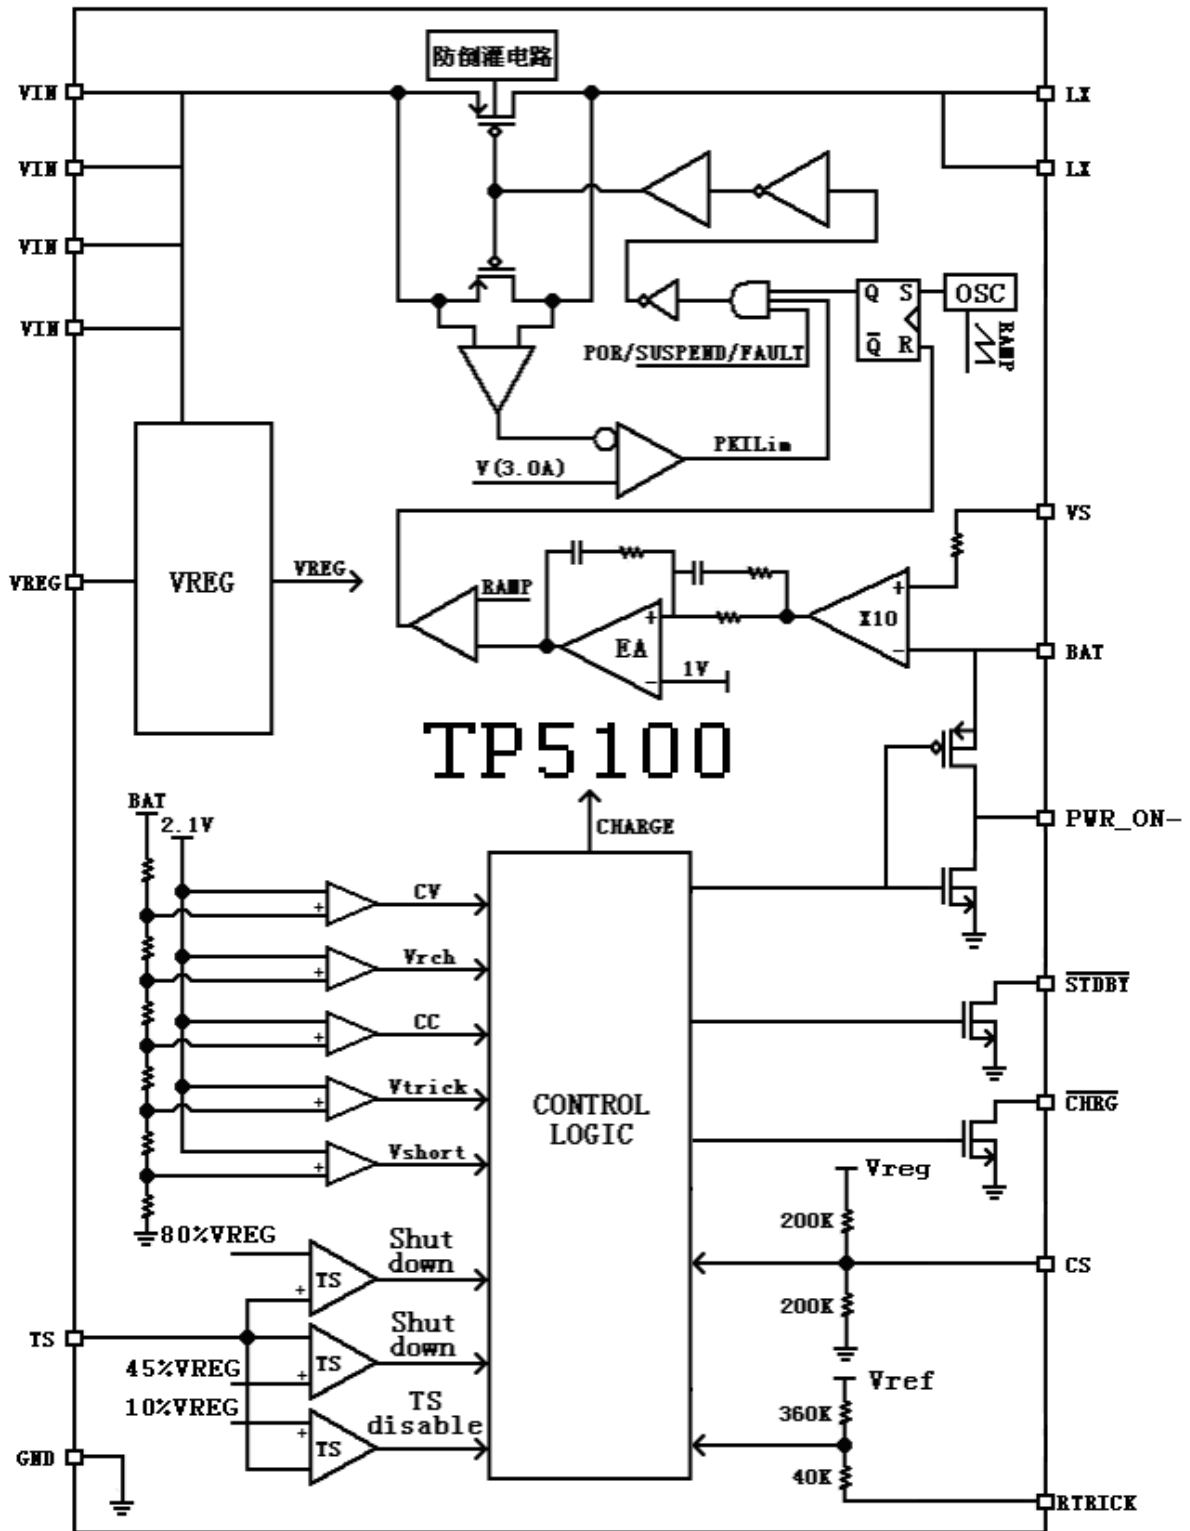 防倒灌电路
VIN
LX
VIN
LX
VIN
VIN
Q S
Q̅ R
OSC
RAMP
POR/SUSPEND/FAULT
PKILim
V(3.0A)
VS
VREG
VREG
VREG
RAMP
EA
+
-
1V
X10
+
-
BAT
TP5100
BAT
2.1V
CHARGE
PWR_ON-
CV
+
Vrch
+
CC
+
Vtrick
+
Vshort
+
CONTROL
LOGIC
S̅T̅D̅B̅Y̅
C̅H̅R̅G̅
Vreg
200K
CS
200K
80%VREG
Shut
down
TS
+
TS
Shut
down
45%VREG
TS
+
10%VREG
TS
disable
TS
+
Vref
360K
40K
GND
RTRICK